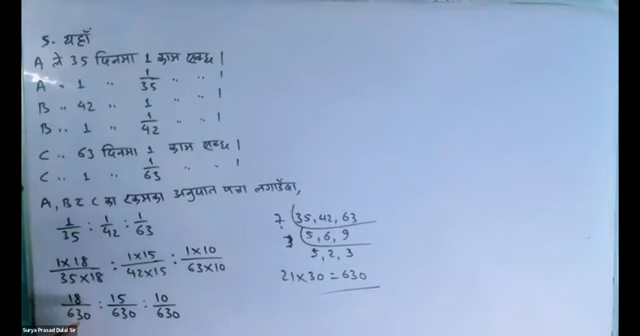 5. यहाँ
A ले 35 दिनमा 1 काम सक्छ |
A ,, 1 ,, 1/35 ,, ,, |
B ,, 42 ,, 1 ,, ,, |
B ,, 1 ,, 1/42 ,, ,, |
C ,, 63 दिनमा 1 काम सक्छ |
C ,, 1 ,, 1/63 ,, ,, |
A, B र C का रकमका अनुपात पत्ता लगाउँदा,
1/35 : 1/42 : 1/63
1×18/35×18 : 1×15/42×15 : 1×10/63×10
18/630 : 15/630 : 10/630
7 35, 42, 63
3 5, 6, 9
5, 2, 3
21×30=630
Surya Prasad Dulal Sir